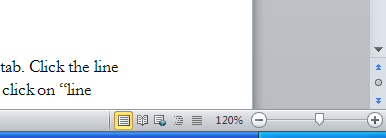 tab. Click the line
click on “line
120%